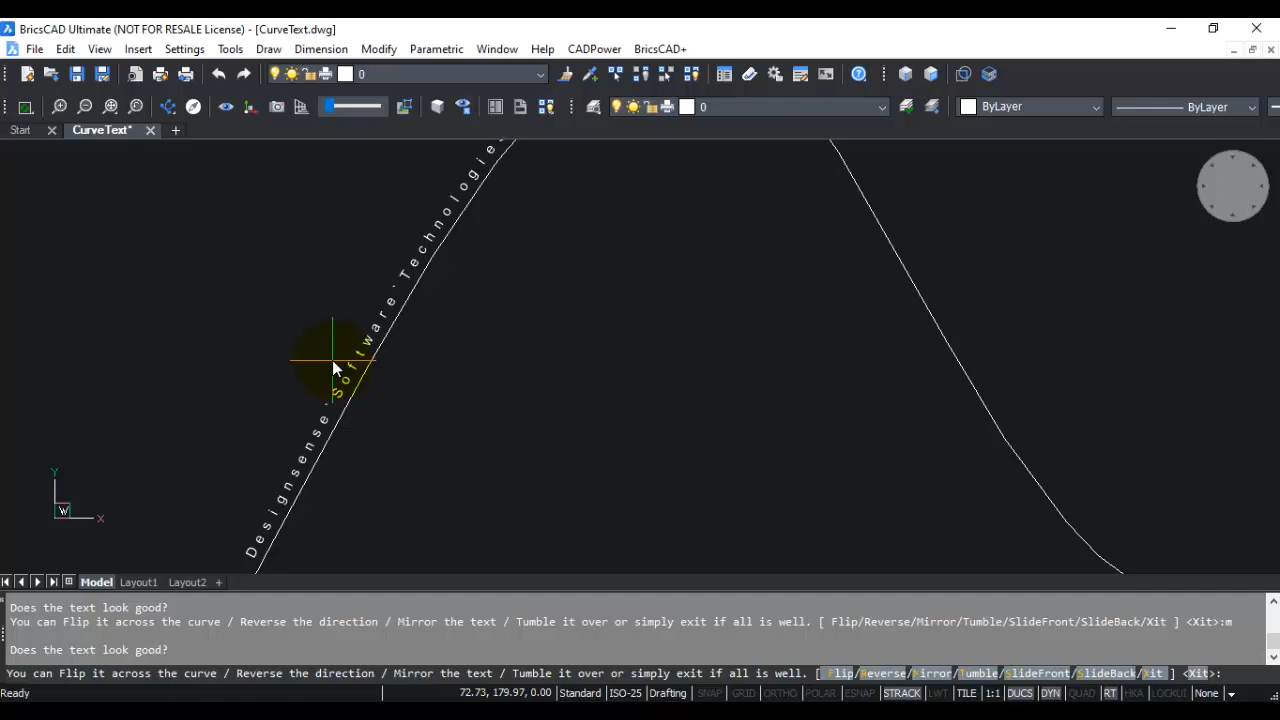 BricsCAD Ultimate (NOT FOR RESALE License) - [CurveText.dwg]
File Edit View Insert Settings Tools Draw Dimension Modify Parametric Window Help CADPower BricsCAD+
0
0 ByLayer ByLayer
Start CurveText*
Designsense`Software`Technologies
Y
W
X
Model Layout1 Layout2 +
Does the text look good?
You can Flip it across the curve / Reverse the direction / Mirror the text / Tumble it over or simply exit if all is well. [ Flip/Reverse/Mirror/Tumble/SlideFront/SlideBack/Xit ] <Xit>:m
Does the text look good?
You can Flip it across the curve / Reverse the direction / Mirror the text / Tumble it over or simply exit if all is well. [ Flip/Reverse/Mirror/Tumble/SlideFront/SlideBack/Xit ] <Xit>:
Ready 72.73, 179.97, 0.00 Standard ISO-25 Drafting SNAP GRID ORTHO POLAR ESNAP STRACK LWT TILE 1:1 DUCS DYN QUAD RT HKA LOCKUI None